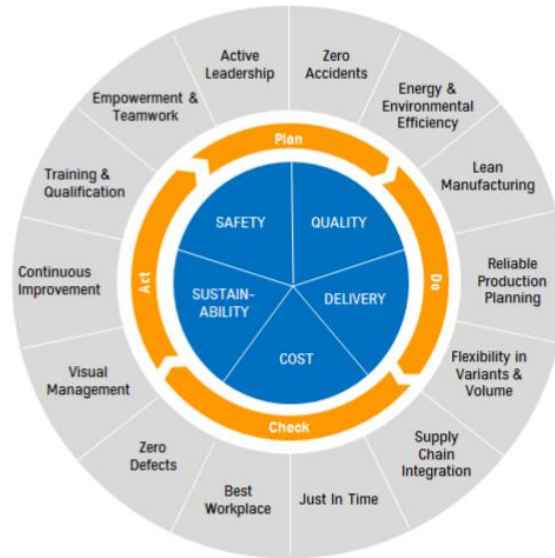 Active
Leadership
Zero
Accidents
Energy &
Environmental
Efficiency
Lean
Manufacturing
Reliable
Production
Planning
Flexibility in
Variants &
Volume
Supply
Chain
Integration
Just In Time
Best
Workplace
Zero
Defects
Visual
Management
Continuous
Improvement
Training &
Qualification
Empowerment &
Teamwork
Plan
Do
Check
Act
SAFETY
QUALITY
DELIVERY
COST
SUSTAIN-
ABILITY